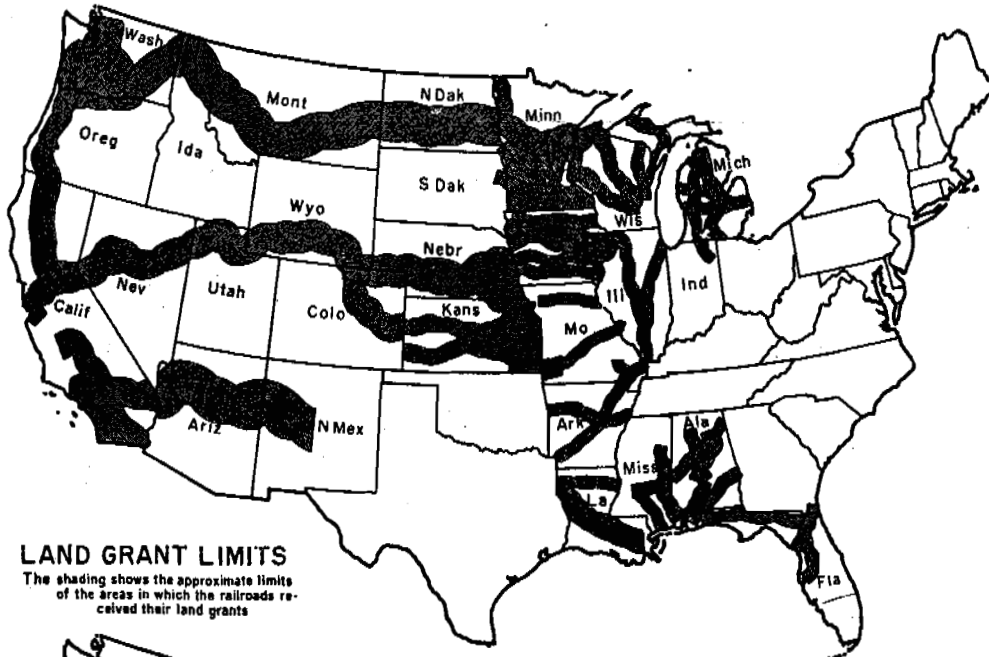 Wash
Mont
N Dak
Minn
Oreg
Ida
S Dak
Mich
Wyo
Wis
Nebr
Nev
Utah
Ill
Ind
Calif
Colo
Kans
Mo
Ariz
N Mex
Ark
Ala
Miss
La
Fla
LAND GRANT LIMITS
The shading shows the approximate limits
of the areas in which the railroads re-
ceived their land grants